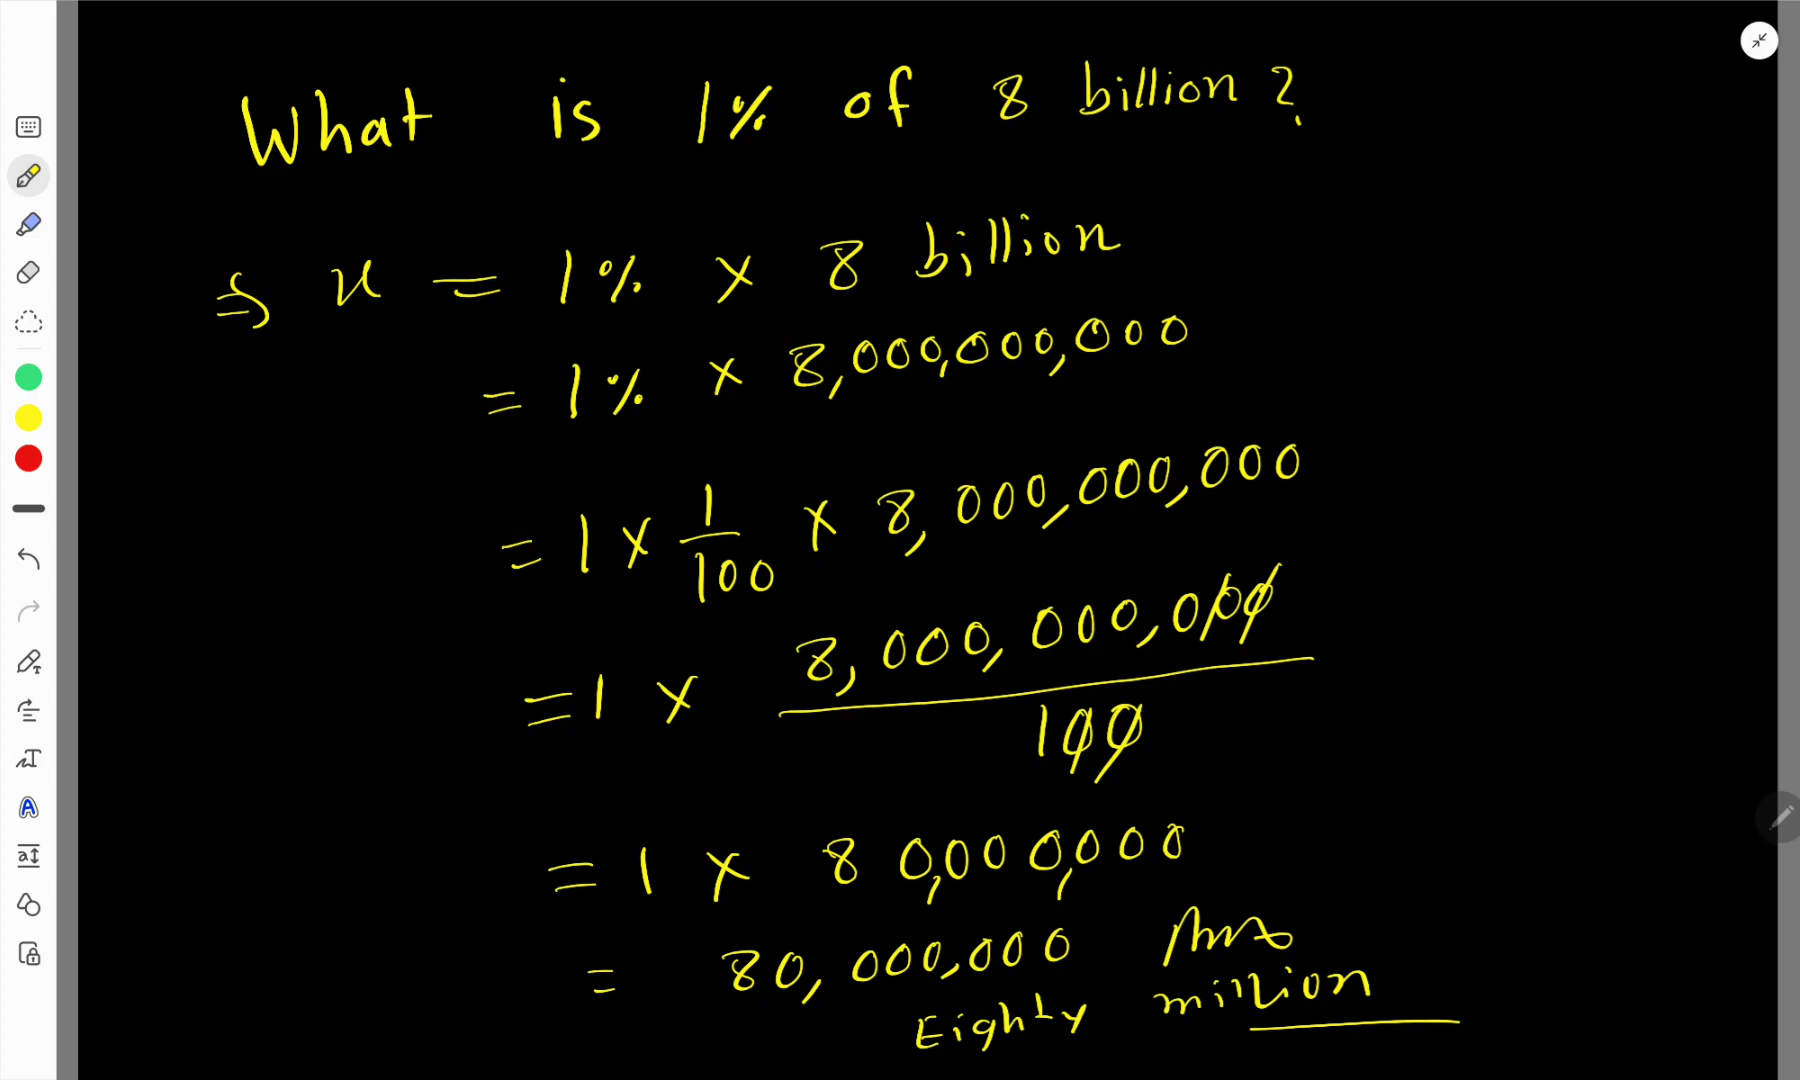 What is 1% of 8 billion?
⇒ x = 1% × 8 billion
= 1% × 8,000,000,000
= 1 × 1/100 × 8,000,000,000
= 1 × 8,000,000,000/100
= 1 × 80,000,000
= 80,000,000 Ans
Eighty million